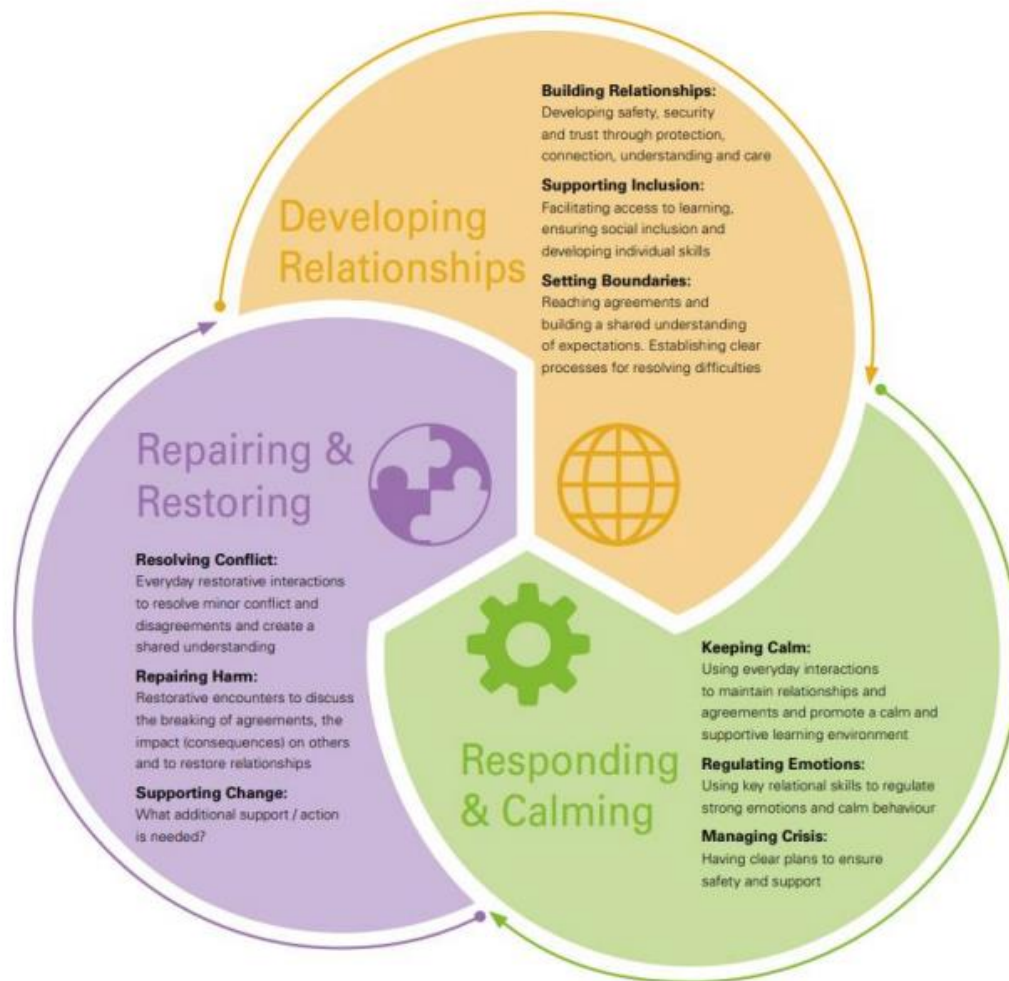 Developing
Relationships
Building Relationships:
Developing safety, security
and trust through protection,
connection, understanding and care
Supporting Inclusion:
Facilitating access to learning,
ensuring social inclusion and
developing individual skills
Setting Boundaries:
Reaching agreements and
building a shared understanding
of expectations. Establishing clear
processes for resolving difficulties
Responding
& Calming
Keeping Calm:
Using everyday interactions
to maintain relationships and
agreements and promote a calm and
supportive learning environment
Regulating Emotions:
Using key relational skills to regulate
strong emotions and calm behaviour
Managing Crisis:
Having clear plans to ensure
safety and support
Repairing &
Restoring
Resolving Conflict:
Everyday restorative interactions
to resolve minor conflict and
disagreements and create a
shared understanding
Repairing Harm:
Restorative encounters to discuss
the breaking of agreements, the
impact (consequences) on others
and to restore relationships
Supporting Change:
What additional support / action
is needed?